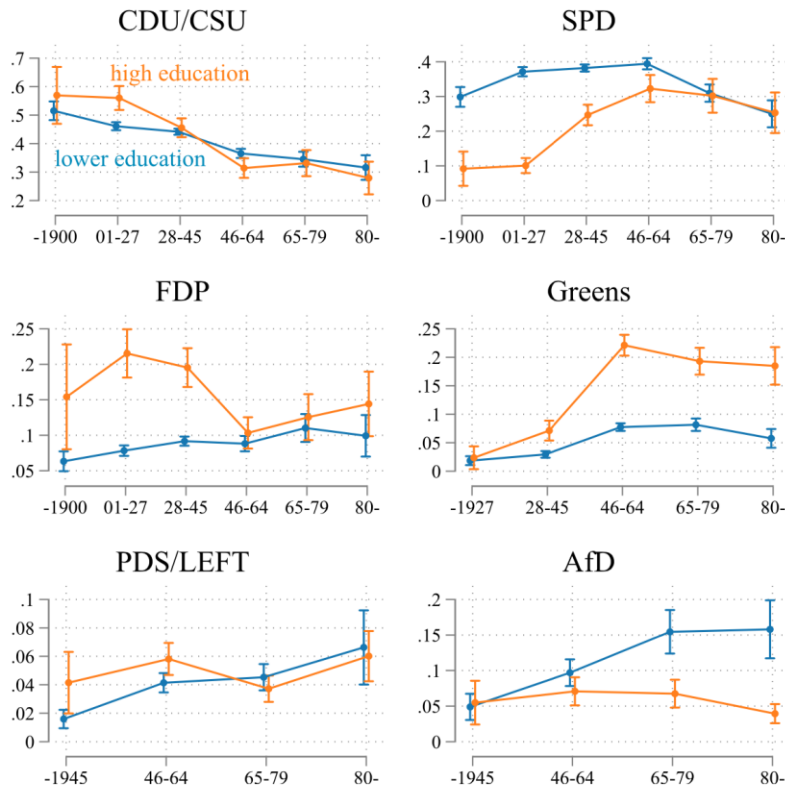 CDU/CSU
.7
.6
.5
.4
.3
.2
high education
lower education
-1900 01-27 28-45 46-64 65-79 80-
SPD
.4
.3
.2
.1
0
-1900 01-27 28-45 46-64 65-79 80-
FDP
.25
.2
.15
.1
.05
-1900 01-27 28-45 46-64 65-79 80-
Greens
.25
.2
.15
.1
.05
0
-1927 28-45 46-64 65-79 80-
PDS/LEFT
.1
.08
.06
.04
.02
0
-1945 46-64 65-79 80-
AfD
.2
.15
.1
.05
0
-1945 46-64 65-79 80-